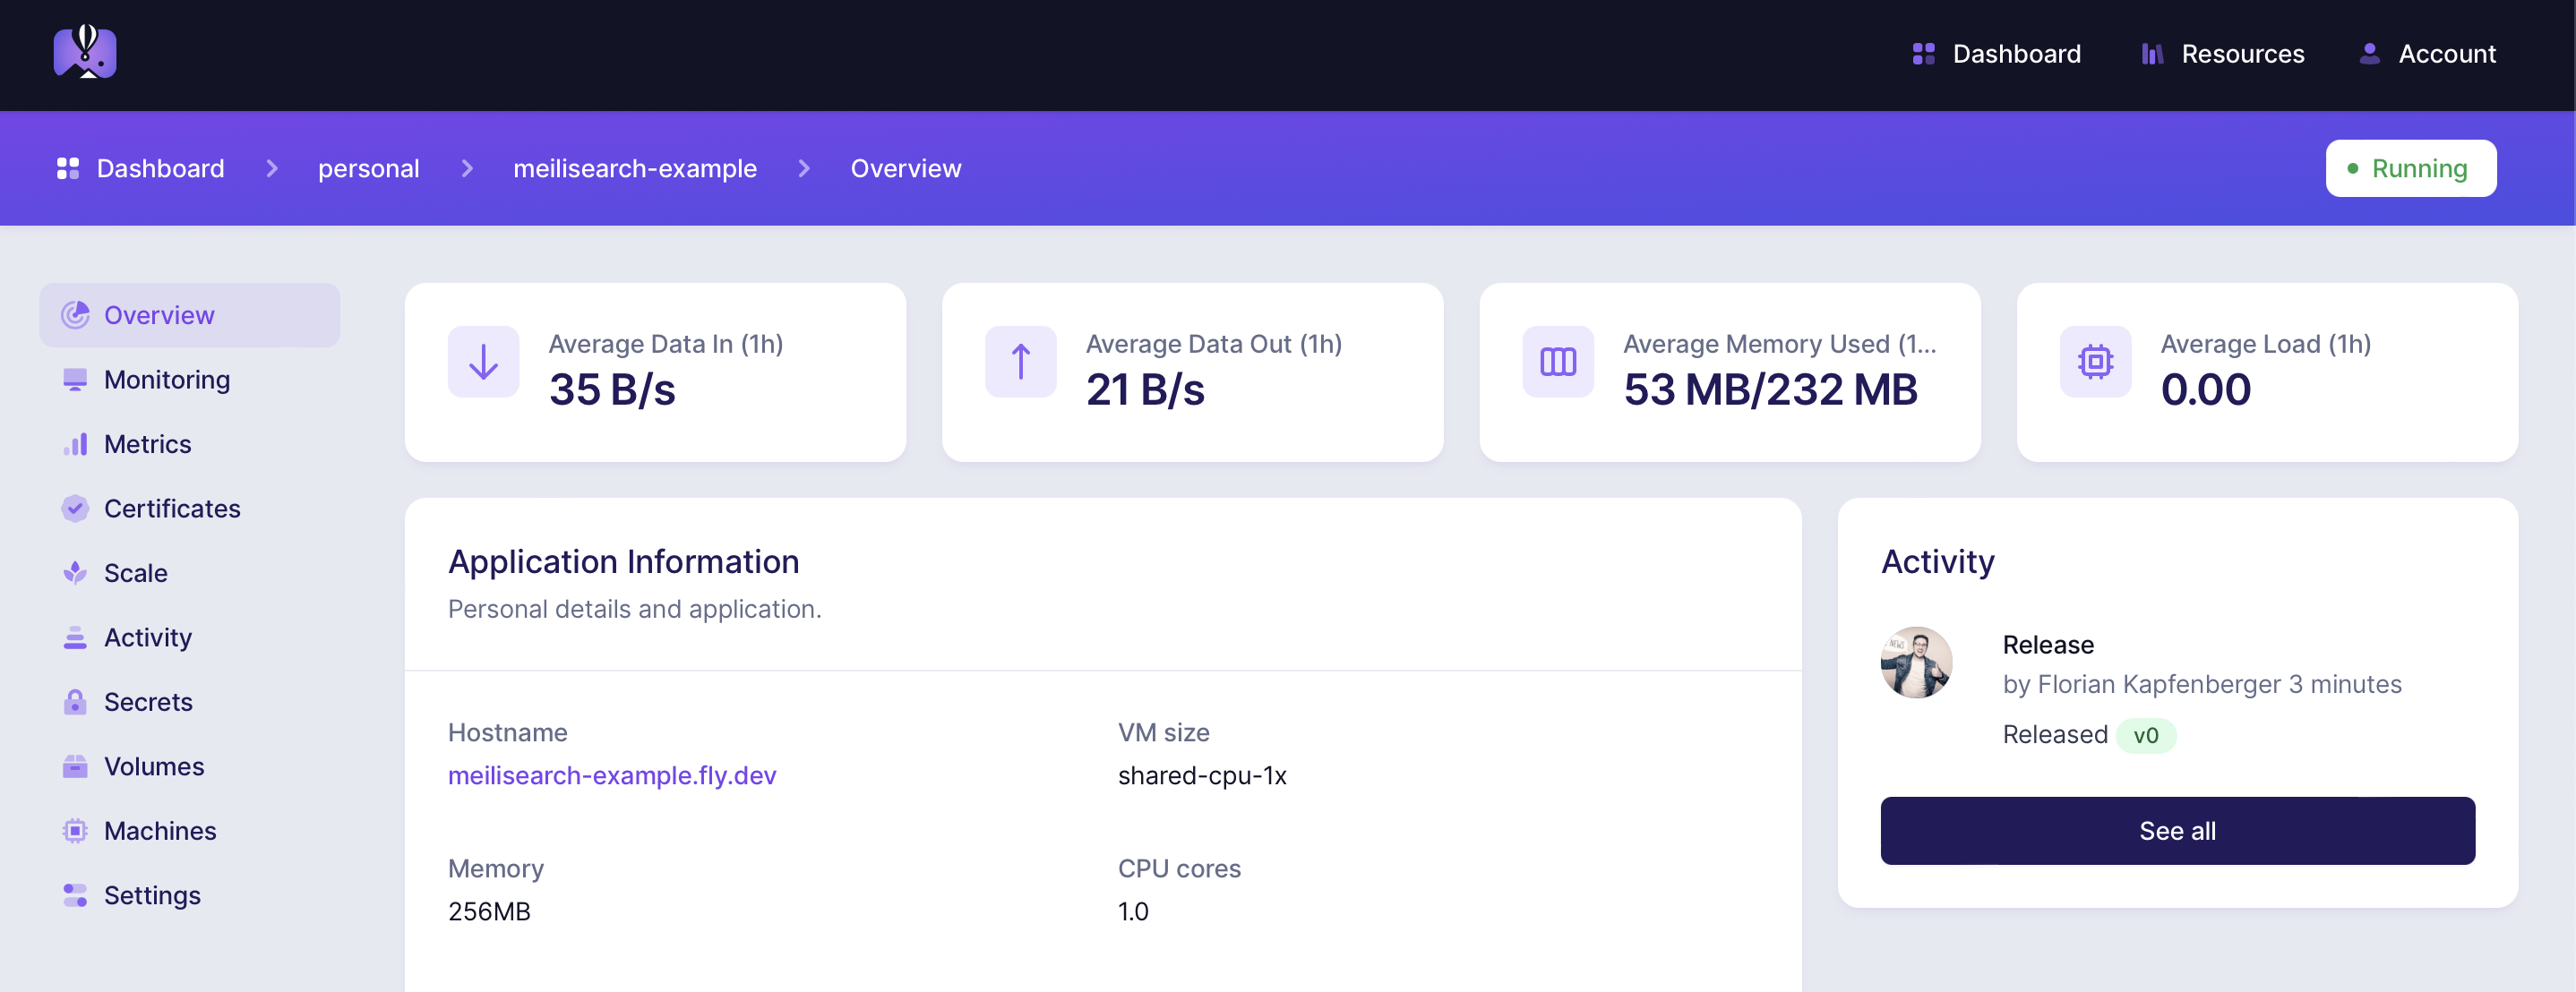 Dashboard
Resources
Account
Dashboard
personal
meilisearch-example
Overview
Running
Overview
Monitoring
Metrics
Certificates
Scale
Activity
Secrets
Volumes
Machines
Settings
Average Data In (1h)
35 B/s
Average Data Out (1h)
21 B/s
Average Memory Used (1...
53 MB/232 MB
Average Load (1h)
0.00
Application Information
Personal details and application.
Hostname
meilisearch-example.fly.dev
VM size
shared-cpu-1x
Memory
256MB
CPU cores
1.0
Activity
NEWS
Release
by Florian Kapfenberger 3 minutes
Released v0
See all